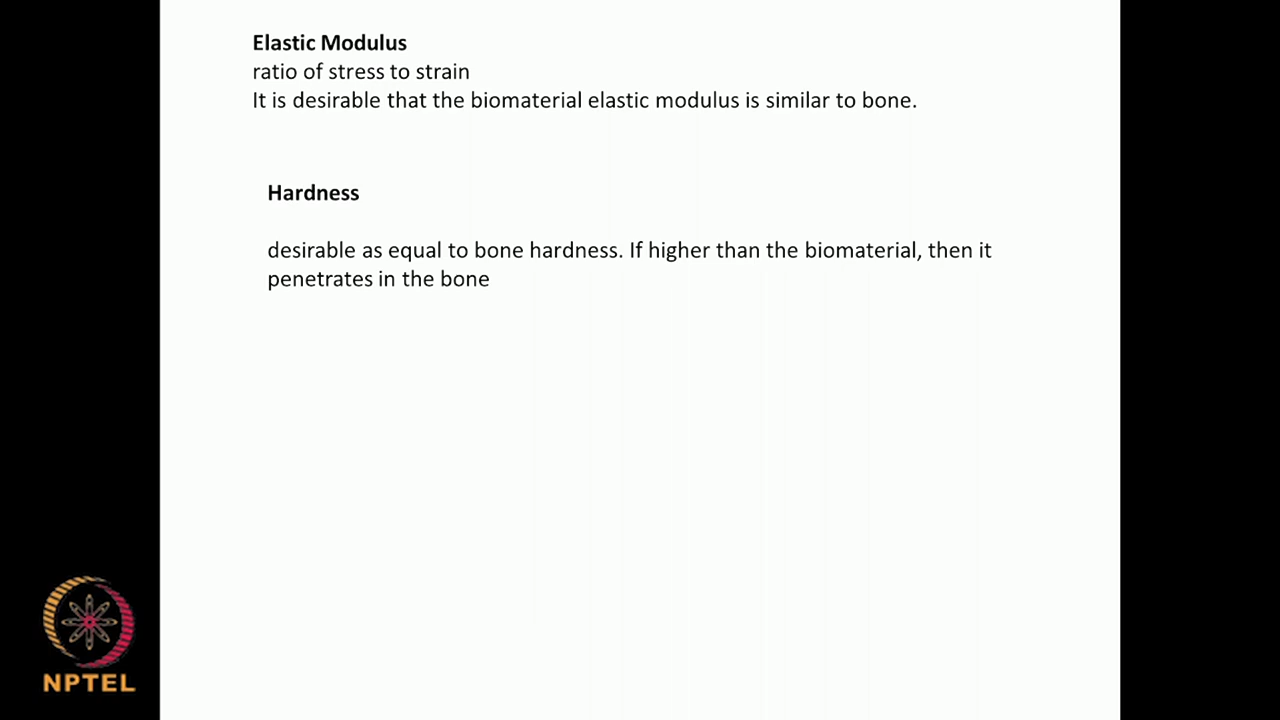 Elastic Modulus
ratio of stress to strain
It is desirable that the biomaterial elastic modulus is similar to bone.
Hardness
desirable as equal to bone hardness. If higher than the biomaterial, then it
penetrates in the bone
NPTEL